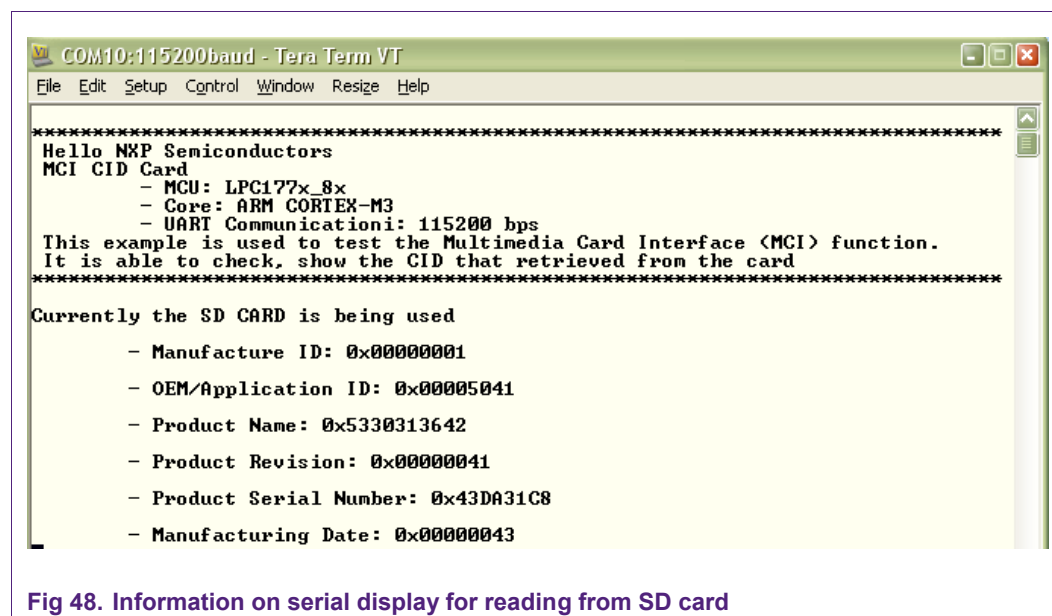 COM10:115200baud - Tera Term VT
File Edit Setup Control Window Resize Help
*********************************************************************************
Hello NXP Semiconductors
MCI CID Card
- MCU: LPC177x_8x
- Core: ARM CORTEX-M3
- UART Communicationi: 115200 bps
This example is used to test the Multimedia Card Interface (MCI) function.
It is able to check, show the CID that retrieved from the card
*********************************************************************************
Currently the SD CARD is being used
- Manufacture ID: 0x00000001
- OEM/Application ID: 0x00005041
- Product Name: 0x5330313642
- Product Revision: 0x00000041
- Product Serial Number: 0x43DA31C8
- Manufacturing Date: 0x00000043
Fig 48. Information on serial display for reading from SD card